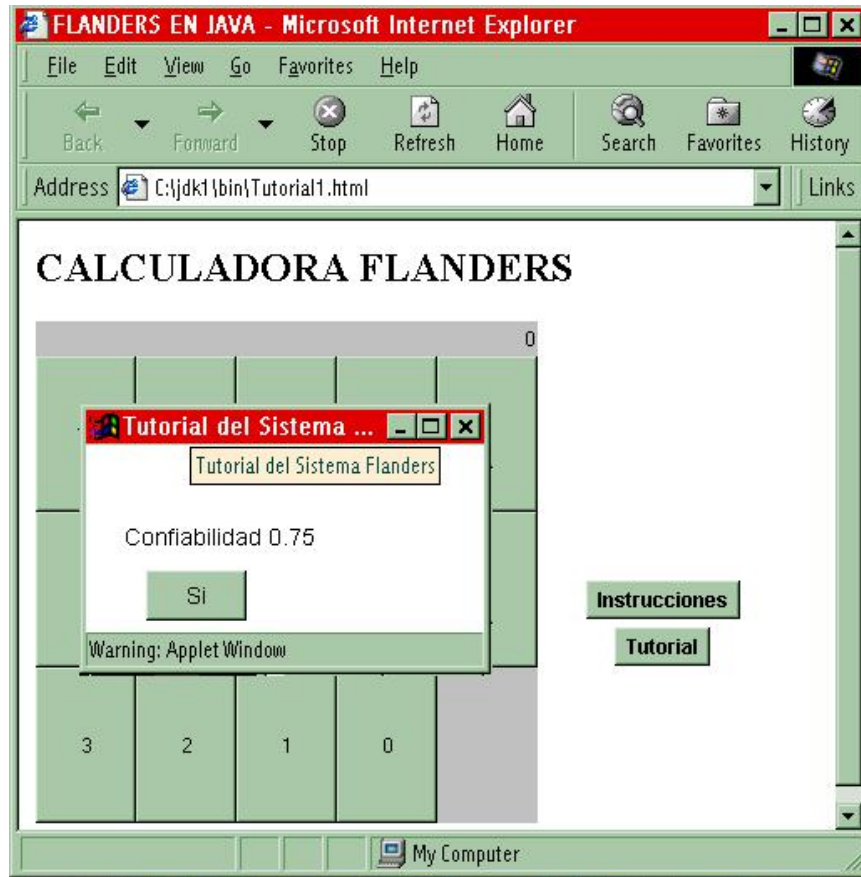 FLANDERS EN JAVA - Microsoft Internet Explorer
File Edit View Go Favorites Help
Back Forward Stop Refresh Home Search Favorites History
Address C:\jdk1\bin\Tutorial1.html Links
CALCULADORA FLANDERS
0
Tutorial del Sistema ...
Tutorial del Sistema Flanders
Confiabilidad 0.75
Si
Warning: Applet Window
Instrucciones
Tutorial
3 2 1 0
My Computer